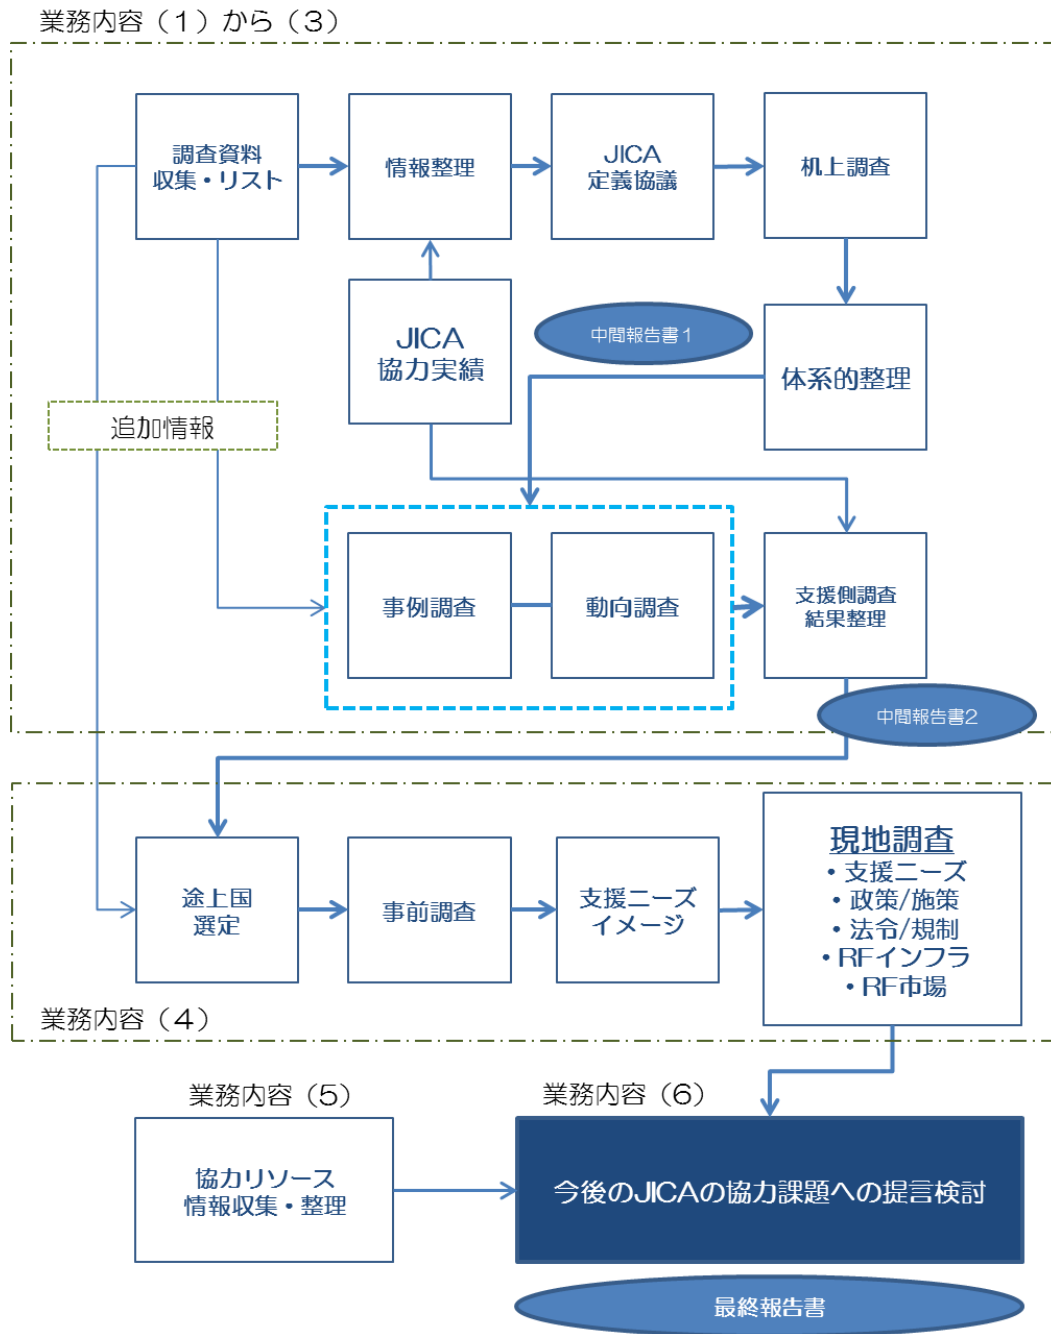 業務内容（１）から（３）
調査資料
収集・リスト
情報整理
JICA
定義協議
机上調査
JICA
協力実績
中間報告書１
体系的整理
追加情報
事例調査
動向調査
支援側調査
結果整理
中間報告書2
途上国
選定
事前調査
支援ニーズ
イメージ
現地調査
・支援ニーズ
・政策/施策
・法令/規制
・RFインフラ
・RF市場
業務内容（４）
業務内容（５）
協力リソース
情報収集・整理
業務内容（６）
今後のJICAの協力課題への提言検討
最終報告書